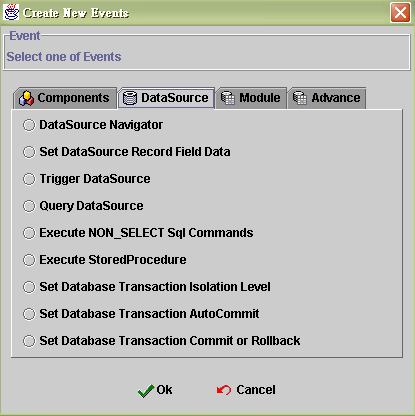 Create New Events
Event
Select one of Events
Components DataSource Module Advance
DataSource Navigator
Set DataSource Record Field Data
Trigger DataSource
Query DataSource
Execute NON_SELECT Sql Commands
Execute StoredProcedure
Set Database Transaction Isolation Level
Set Database Transaction AutoCommit
Set Database Transaction Commit or Rollback
Ok Cancel